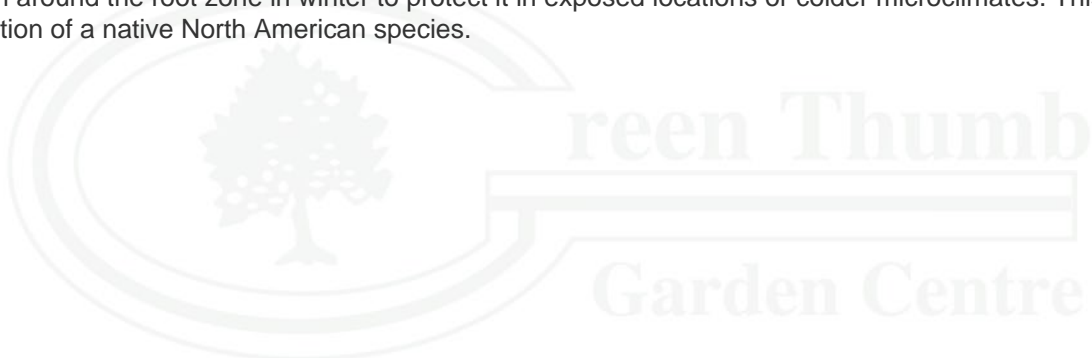 around the root zone in winter to protect it in exposed locations or colder microclimates.
tion of a native North American species.
reen Thumb
Garden Centre